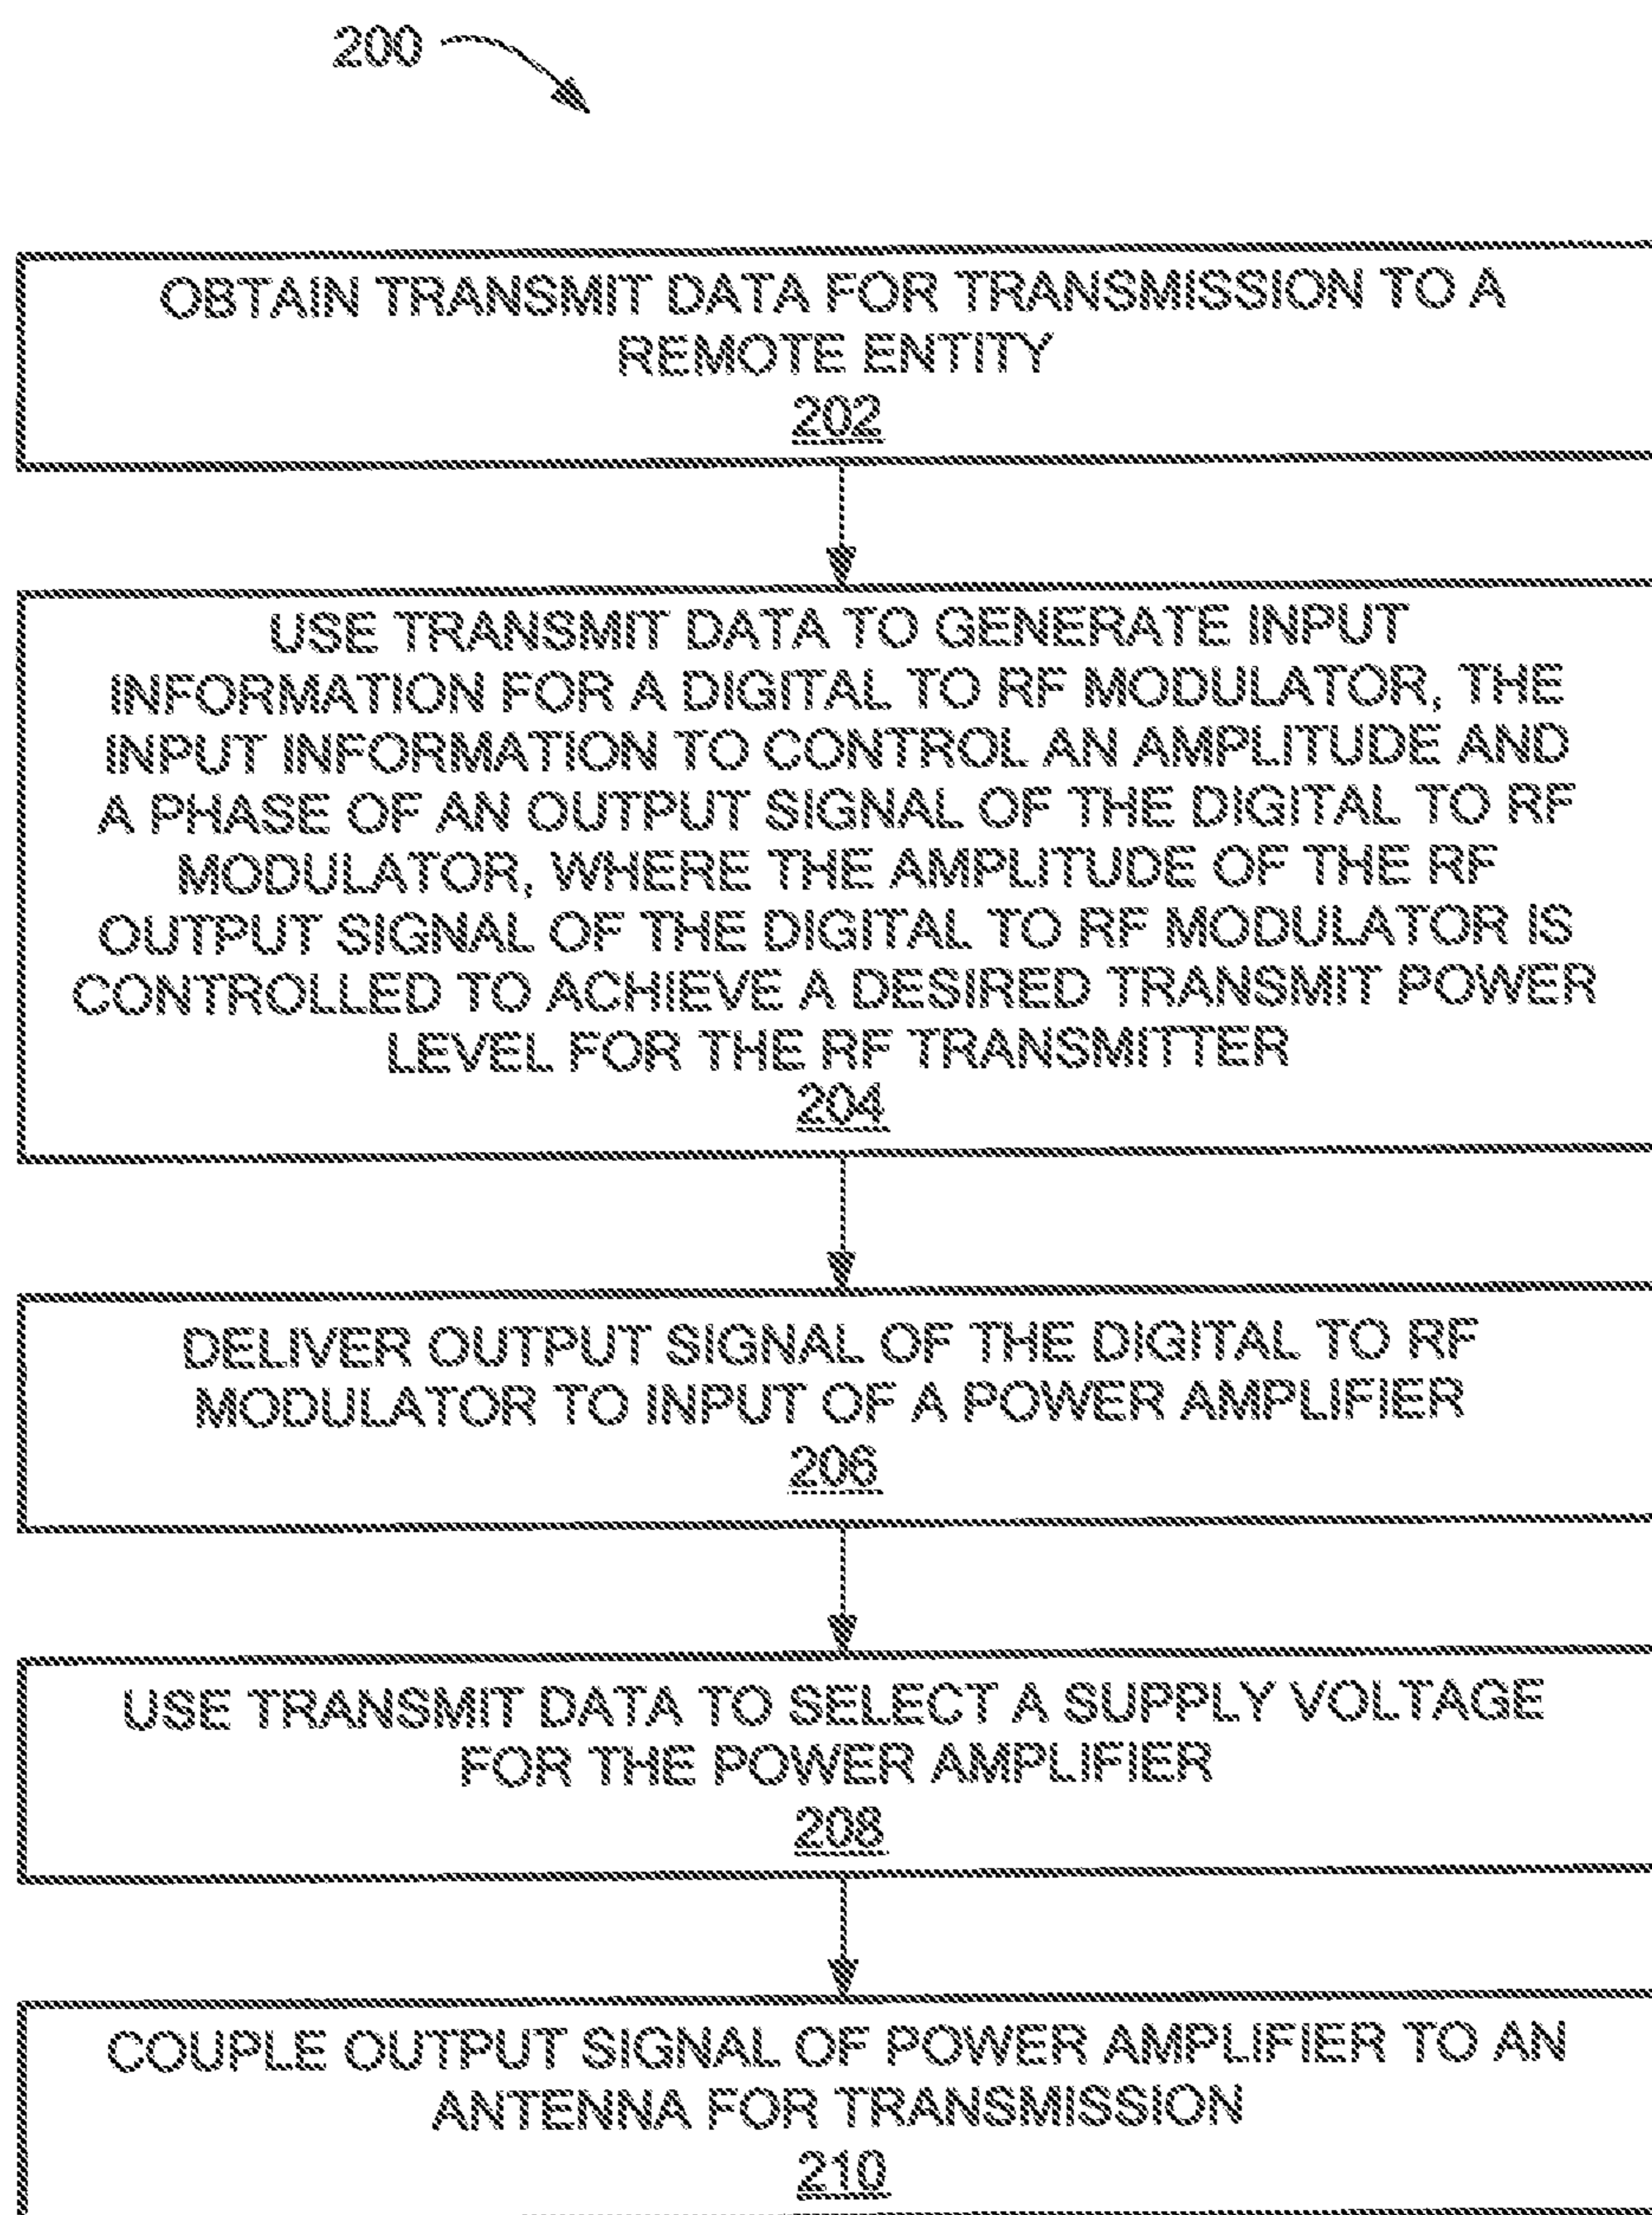 200
OBTAIN TRANSMIT DATA FOR TRANSMISSION TO A
REMOTE ENTITY
202
USE TRANSMIT DATA TO GENERATE INPUT
INFORMATION FOR A DIGITAL TO RF MODULATOR, THE
INPUT INFORMATION TO CONTROL AN AMPLITUDE AND
A PHASE OF AN OUTPUT SIGNAL OF THE DIGITAL TO RF
MODULATOR, WHERE THE AMPLITUDE OF THE RF
OUTPUT SIGNAL OF THE DIGITAL TO RF MODULATOR IS
CONTROLLED TO ACHIEVE A DESIRED TRANSMIT POWER
LEVEL FOR THE RF TRANSMITTER
204
DELIVER OUTPUT SIGNAL OF THE DIGITAL TO RF
MODULATOR TO INPUT OF A POWER AMPLIFIER
206
USE TRANSMIT DATA TO SELECT A SUPPLY VOLTAGE
FOR THE POWER AMPLIFIER
208
COUPLE OUTPUT SIGNAL OF POWER AMPLIFIER TO AN
ANTENNA FOR TRANSMISSION
210